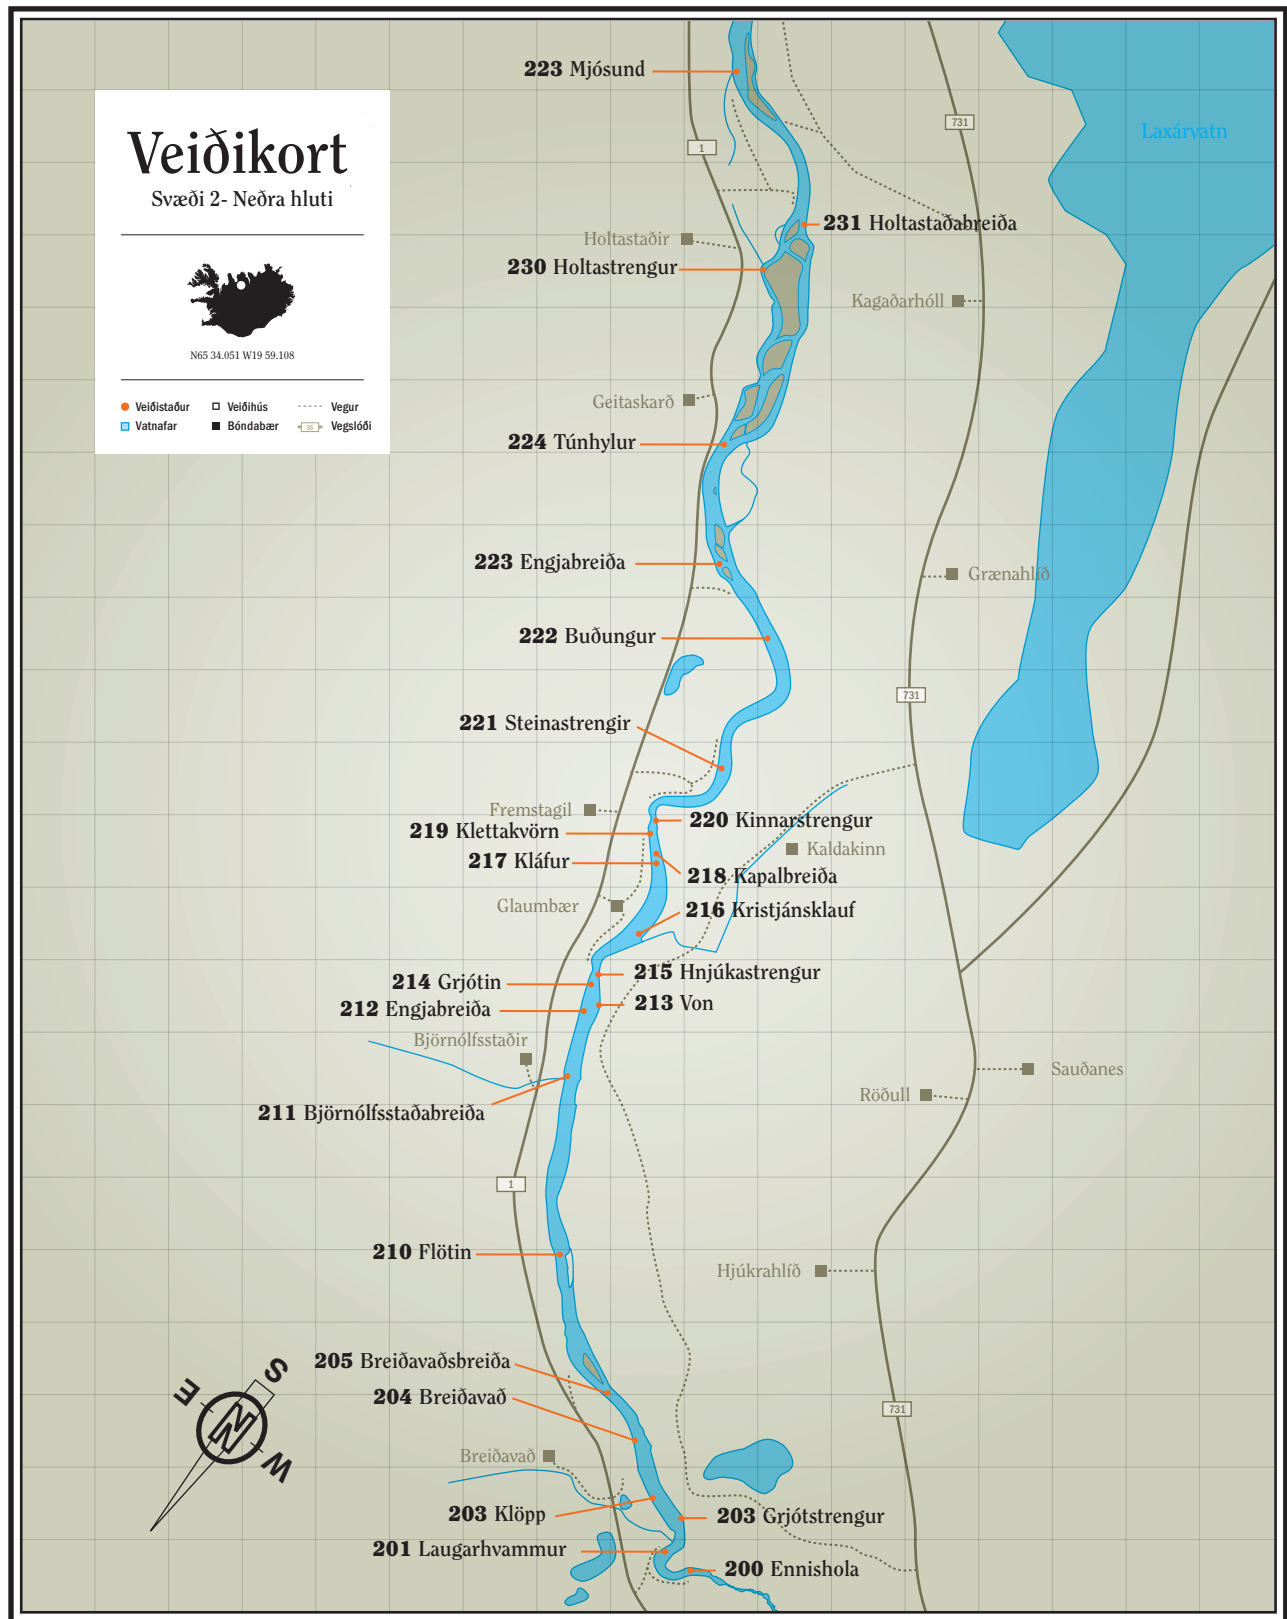 Veiðikort
Svæði 2- Neðra hluti
N65 34.051 W19 59.108
Veiðistaður
Veiðihús
Vegur
Vatnafar
Bóndabær
35
Vegslóði
223 Mjósund
731
Laxárvatn
1
231 Holtastaðabreiða
Holtastaðir
230 Holtastrengur
Kagaðarhóll
Geitaskarð
224 Túnhylur
223 Engjabreiða
Grænahlíð
222 Buðungur
731
221 Steinastrengir
Fremstagil
220 Kinnarstrengur
219 Klettakvörn
Kaldakinn
217 Kláfur
218 Kapalbreiða
Glaumbær
216 Kristjánsklauf
215 Hnjúkastrengur
214 Grjótin
213 Von
212 Engjabreiða
Björnólfsstaðir
Sauðanes
Röðull
211 Björnólfsstaðabreiða
1
210 Flötin
Hjúkrahlíð
205 Breiðavaðsbreiða
204 Breiðavað
731
S
E
N
W
Breiðavað
203 Klöpp
203 Grjótstrengur
201 Laugarhvammur
200 Ennishola